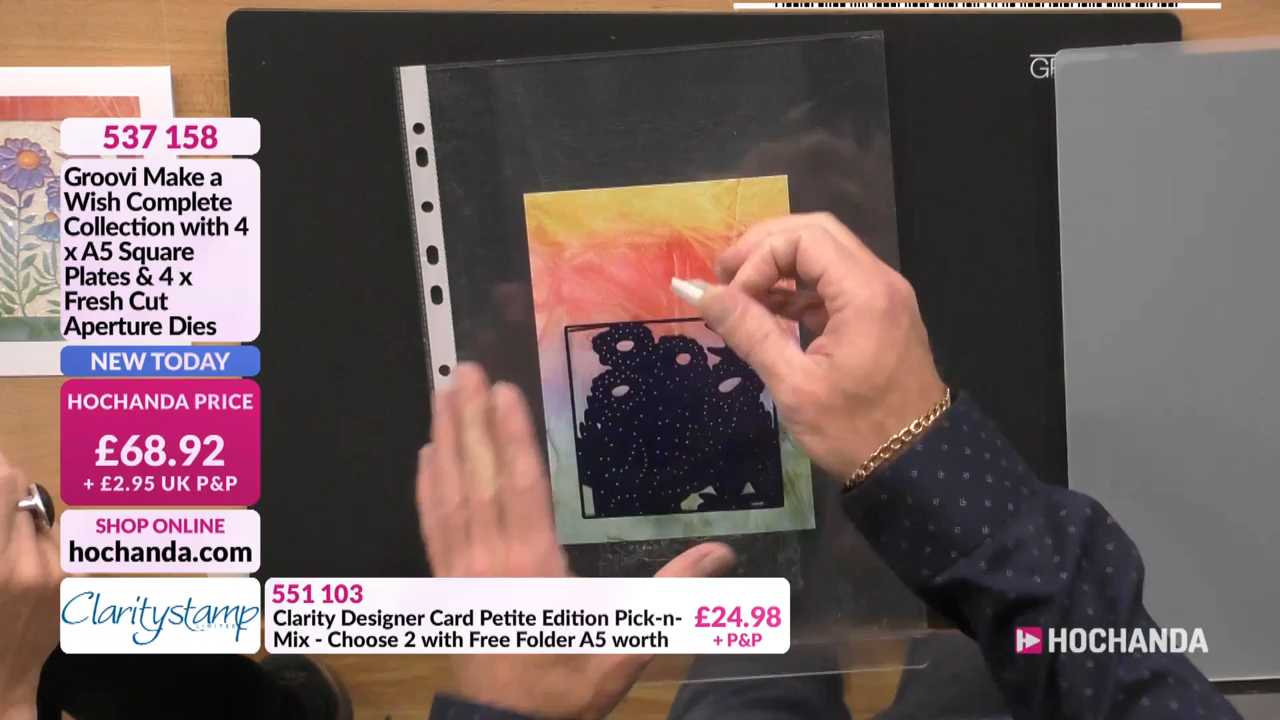 537 158
Groovi Make a
Wish Complete
Collection with 4
x A5 Square
Plates & 4 x
Fresh Cut
Aperture Dies
NEW TODAY
HOCHANDA PRICE
£68.92
+ £2.95 UK P&P
SHOP ONLINE
hochanda.com
Claritystamp
LIMITED
551 103
Clarity Designer Card Petite Edition Pick-n-
Mix - Choose 2 with Free Folder A5 worth
£24.98
+ P&P
HOCHANDA